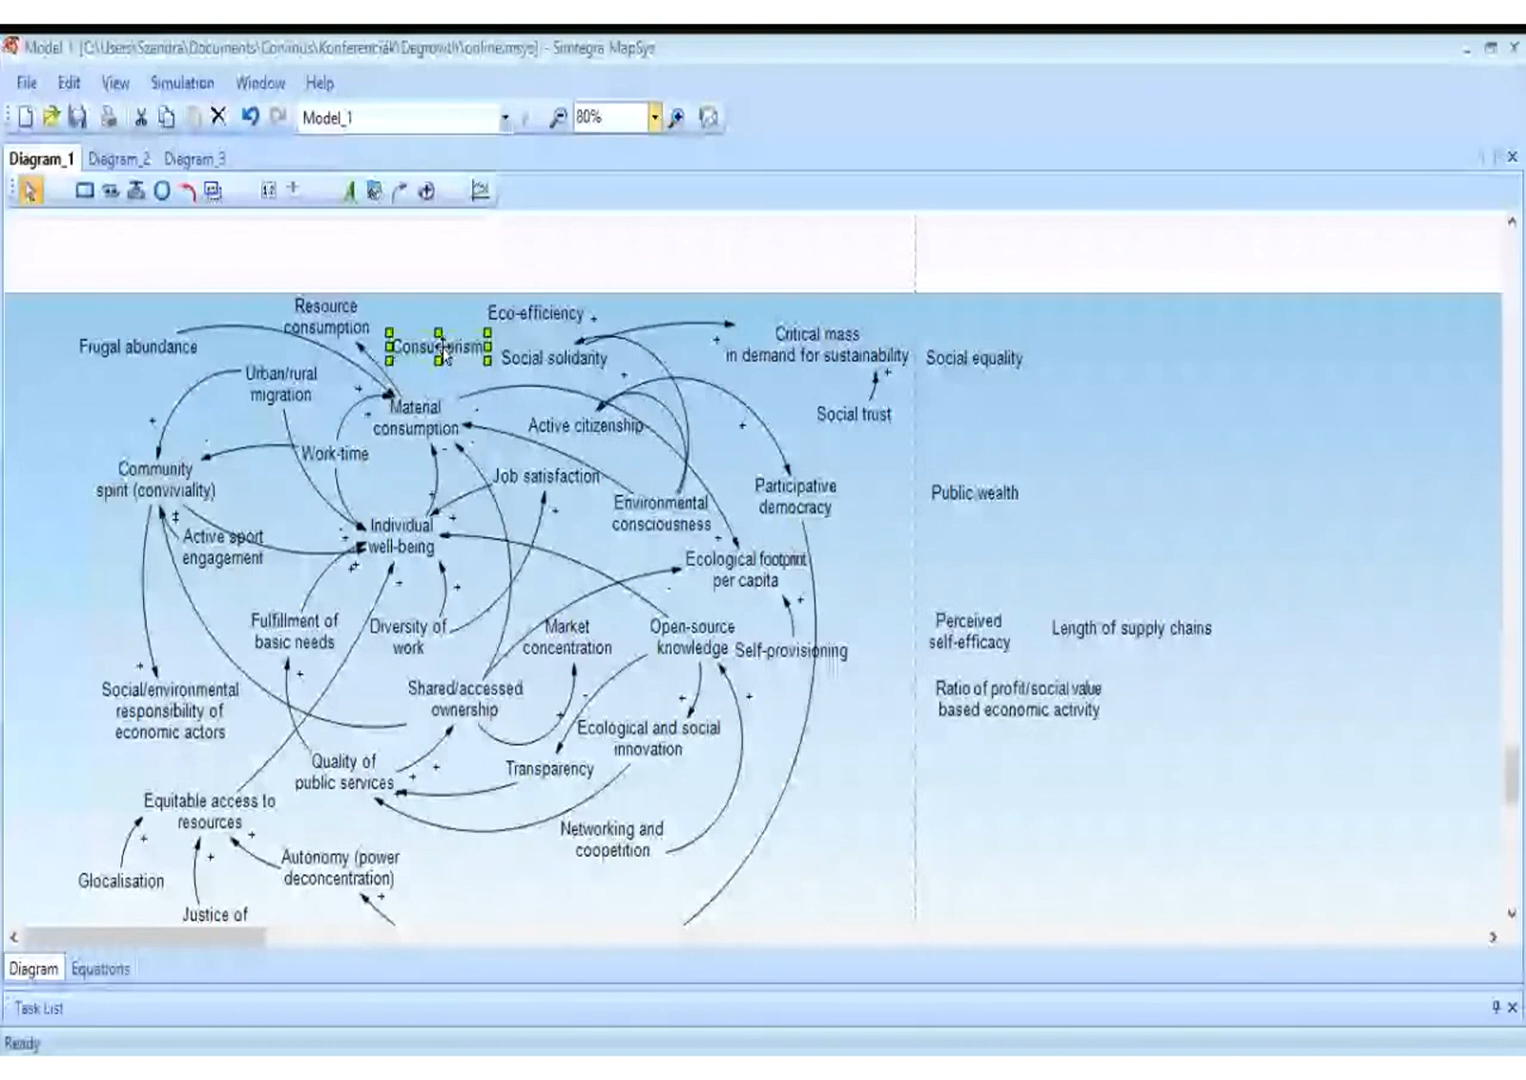 Model 1 [C:\Users\Szandra\Documents\Corvinus\Konferenciák\Degrowth\online.msys] - Simtegra MapSys
File Edit View Simulation Window Help
Model_1 80%
Diagram_1 Diagram_2 Diagram_3
Resource
consumption
Eco-efficiency
Frugal abundance
Consumerism
Social solidarity
Critical mass
in demand for sustainability
Social equality
Urban/rural
migration
Material
consumption
Active citizenship
Social trust
Work-time
Community
spirit (conviviality)
Job satisfaction
Environmental
consciousness
Participative
democracy
Public wealth
Active sport
engagement
Individual
well-being
Ecological footprint
per capita
Fulfillment of
basic needs
Diversity of
work
Market
concentration
Open-source
knowledge
Self-provisioning
Perceived
self-efficacy
Length of supply chains
Social/environmental
responsibility of
economic actors
Shared/accessed
ownership
Ecological and social
innovation
Ratio of profit/social value
based economic activity
Quality of
public services
Transparency
Equitable access to
resources
Networking and
coopetition
Glocalisation
Autonomy (power
deconcentration)
Justice of
Diagram Equations
Task List
Ready